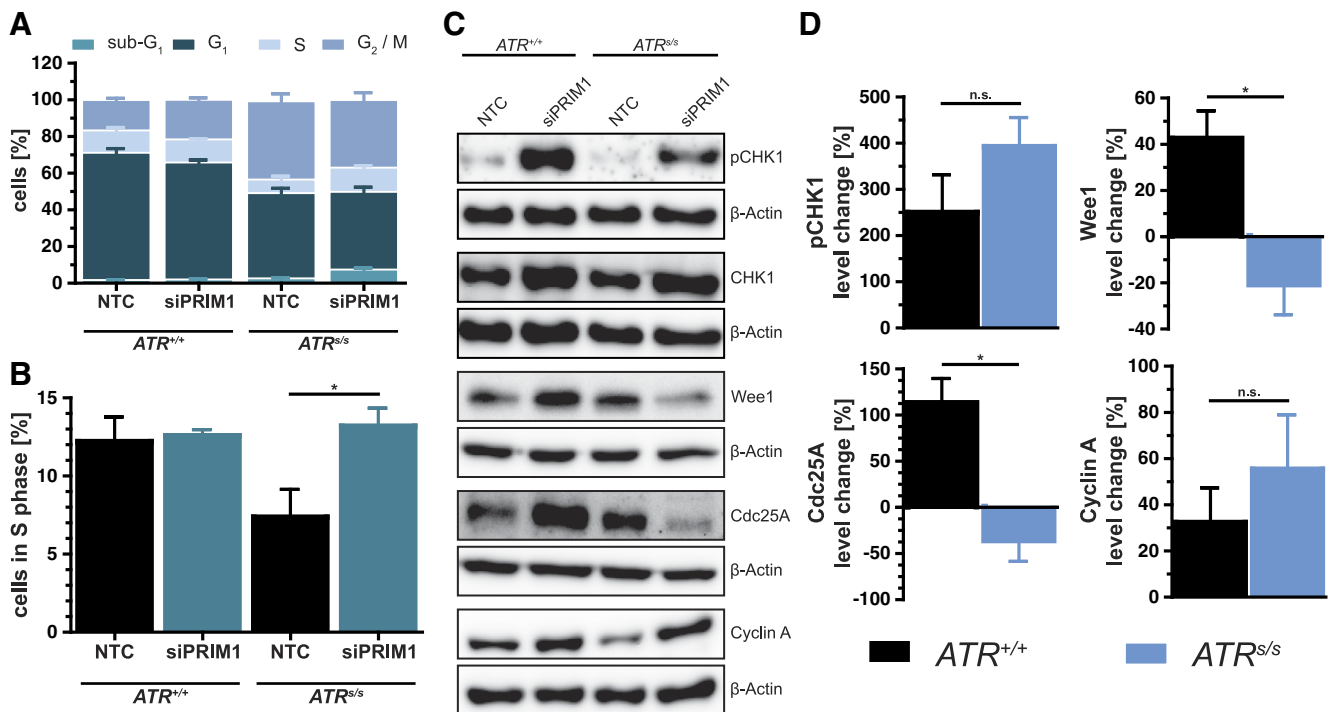 A
sub-G₁ G₁ S G₂ / M
cells [%]
120
100
80
60
40
20
0
NTC siPRIM1 NTC siPRIM1
ATR+/+ ATRs/s
B
cells in S phase [%]
15
10
5
0
*
NTC siPRIM1 NTC siPRIM1
ATR+/+ ATRs/s
C
ATR+/+ ATRs/s
NTC siPRIM1 NTC siPRIM1
pCHK1
β-Actin
CHK1
β-Actin
Wee1
β-Actin
Cdc25A
β-Actin
Cyclin A
β-Actin
D
pCHK1
level change [%]
500
400
300
250
200
100
0
n.s.
Wee1
level change [%]
60
40
20
0
-20
-40
*
Cdc25A
level change [%]
150
100
50
0
-50
-100
*
Cyclin A
level change [%]
100
80
60
40
20
0
n.s.
ATR+/+ ATRs/s